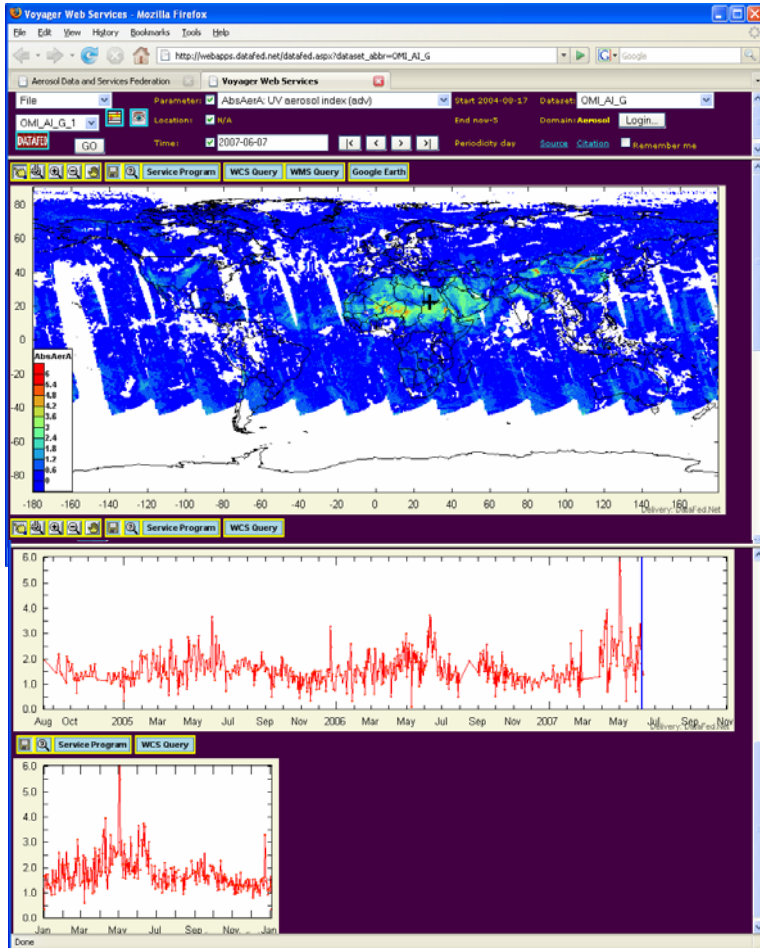 Voyager Web Services - Mozilla Firefox
File Edit View History Bookmarks Tools Help
http://webapps.datafed.net/datafed.aspx?dataset_abbr=OMI_AI_G
Google
Aerosol Data and Services Federation Voyager Web Services
File Parameter: AbsAerA: UV aerosol index (adv) Start 2004-08-17 Dataset: OMI_AI_G
OMI_AI_G_1 Location: N/A End nov-5 Domain: Aerosol Login...
DATAFED GO Time: 2007-06-07 |< < > >| Periodicity day Source Citation Remember me
Service Program WCS Query WMS Query Google Earth
80
60
40
20
0
-20
-40
-60
-80
AbsAerA
6
5.4
4.8
4.2
3.6
3
2.4
1.8
1.2
0.6
0
-180 -160 -140 -120 -100 -80 -60 -40 -20 0 20 40 60 80 100 120 140 160
Delivery: DataFed.Net
Service Program WCS Query
6.0
5.0
4.0
3.0
2.0
1.0
0.0
Aug Oct 2005 Mar May Jul Sep Nov 2006 Mar May Jul Sep Nov 2007 Mar May Jul Sep Nov
Delivery: DataFed.Net
Service Program WCS Query
6.0
5.0
4.0
3.0
2.0
1.0
0.0
Jan Mar May Jul Sep Nov Jan
Done